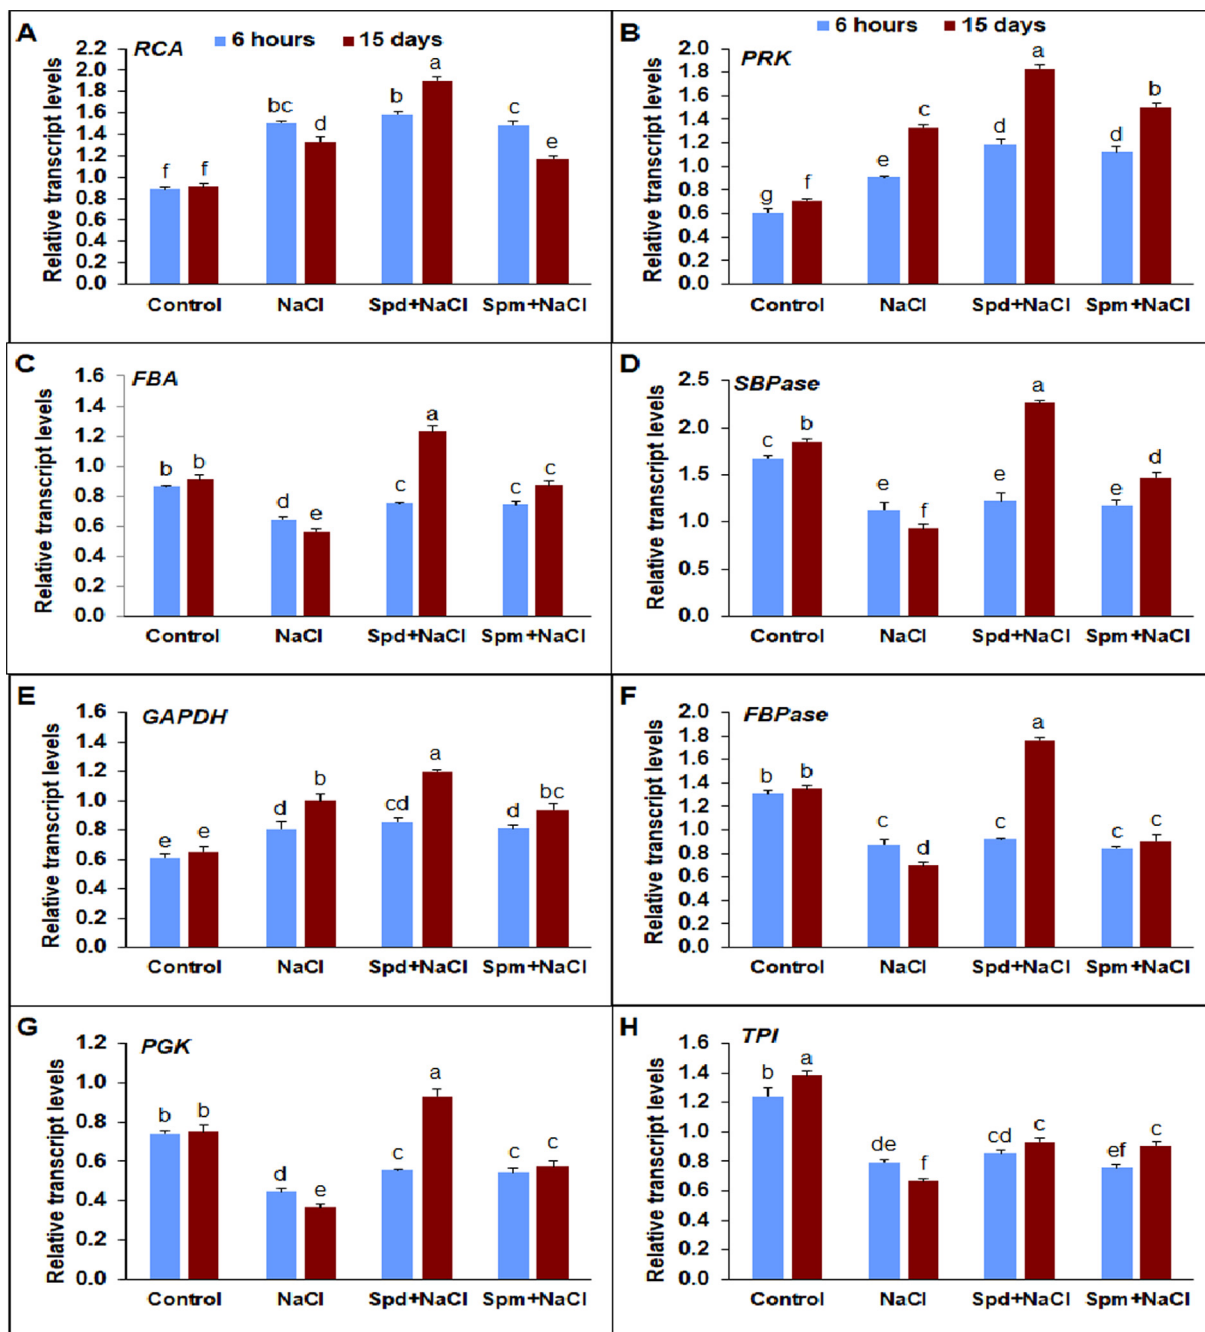 A
RCA
6 hours
15 days
Relative transcript levels
2.2
2.0
1.8
1.6
1.4
1.2
1.0
0.8
0.6
0.4
0.2
0.0
f f bc d b a c e
Control NaCl Spd+NaCl Spm+NaCl
B
PRK
6 hours
15 days
Relative transcript levels
2.0
1.8
1.6
1.4
1.2
1.0
0.8
0.6
0.4
0.2
0.0
g f e c d a d b
Control NaCl Spd+NaCl Spm+NaCl
C
FBA
Relative transcript levels
1.6
1.4
1.2
1.0
0.8
0.6
0.4
0.2
0.0
b b d e c a c c
Control NaCl Spd+NaCl Spm+NaCl
D
SBPase
Relative transcript levels
2.5
2.0
1.5
1.0
0.5
0.0
c b e f e a e d
Control NaCl Spd+NaCl Spm+NaCl
E
GAPDH
Relative transcript levels
1.6
1.4
1.2
1.0
0.8
0.6
0.4
0.2
0.0
e e d b cd a d bc
Control NaCl Spd+NaCl Spm+NaCl
F
FBPase
Relative transcript levels
2.0
1.8
1.6
1.4
1.2
1.0
0.8
0.6
0.4
0.2
0.0
b b c d c a c c
Control NaCl Spd+NaCl Spm+NaCl
G
PGK
Relative transcript levels
1.2
1.0
0.8
0.6
0.4
0.2
0.0
b b d e c a c c
Control NaCl Spd+NaCl Spm+NaCl
H
TPI
Relative transcript levels
1.6
1.4
1.2
1.0
0.8
0.6
0.4
0.2
0.0
b a de f cd c ef c
Control NaCl Spd+NaCl Spm+NaCl